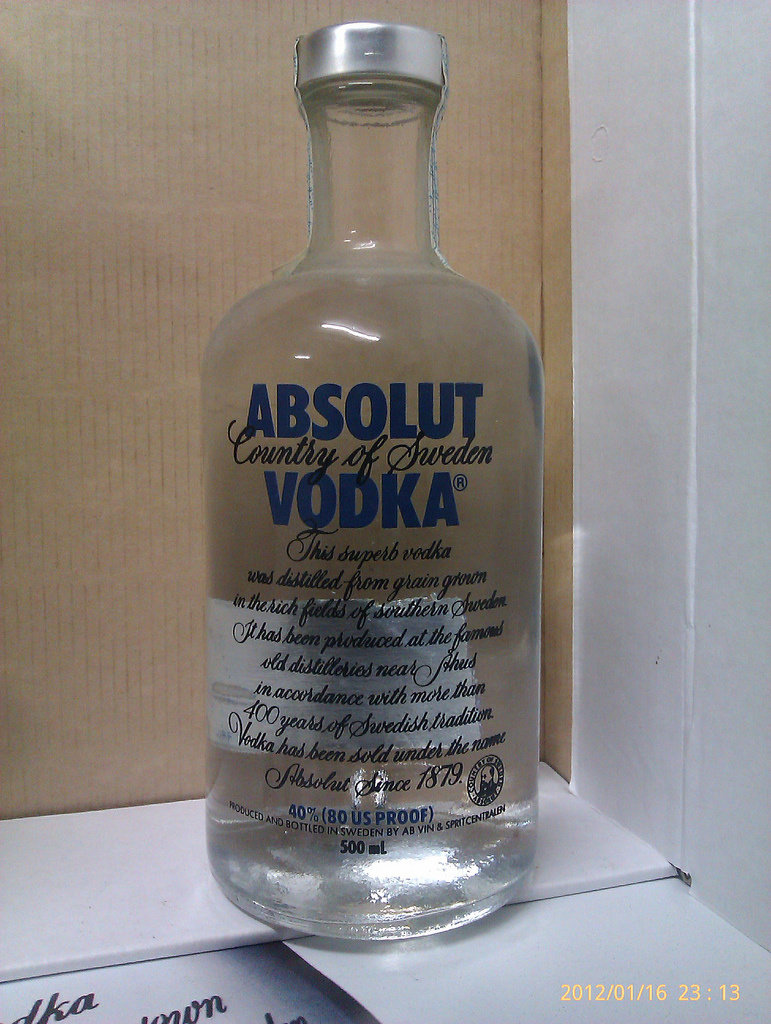 ABSOLUT
Country of Sweden
VODKA®
This superb vodka
was distilled from grain grown
in the rich fields of southern Sweden.
It has been produced at the famous
old distilleries near Åhus
in accordance with more than
400 years of Swedish tradition.
Vodka has been sold under the name
Absolut Since 1879.
40% (80 US PROOF)
PRODUCED AND BOTTLED IN SWEDEN BY AB VIN & SPRITCENTRALEN
500 mL
dka
2012/01/16 23:13